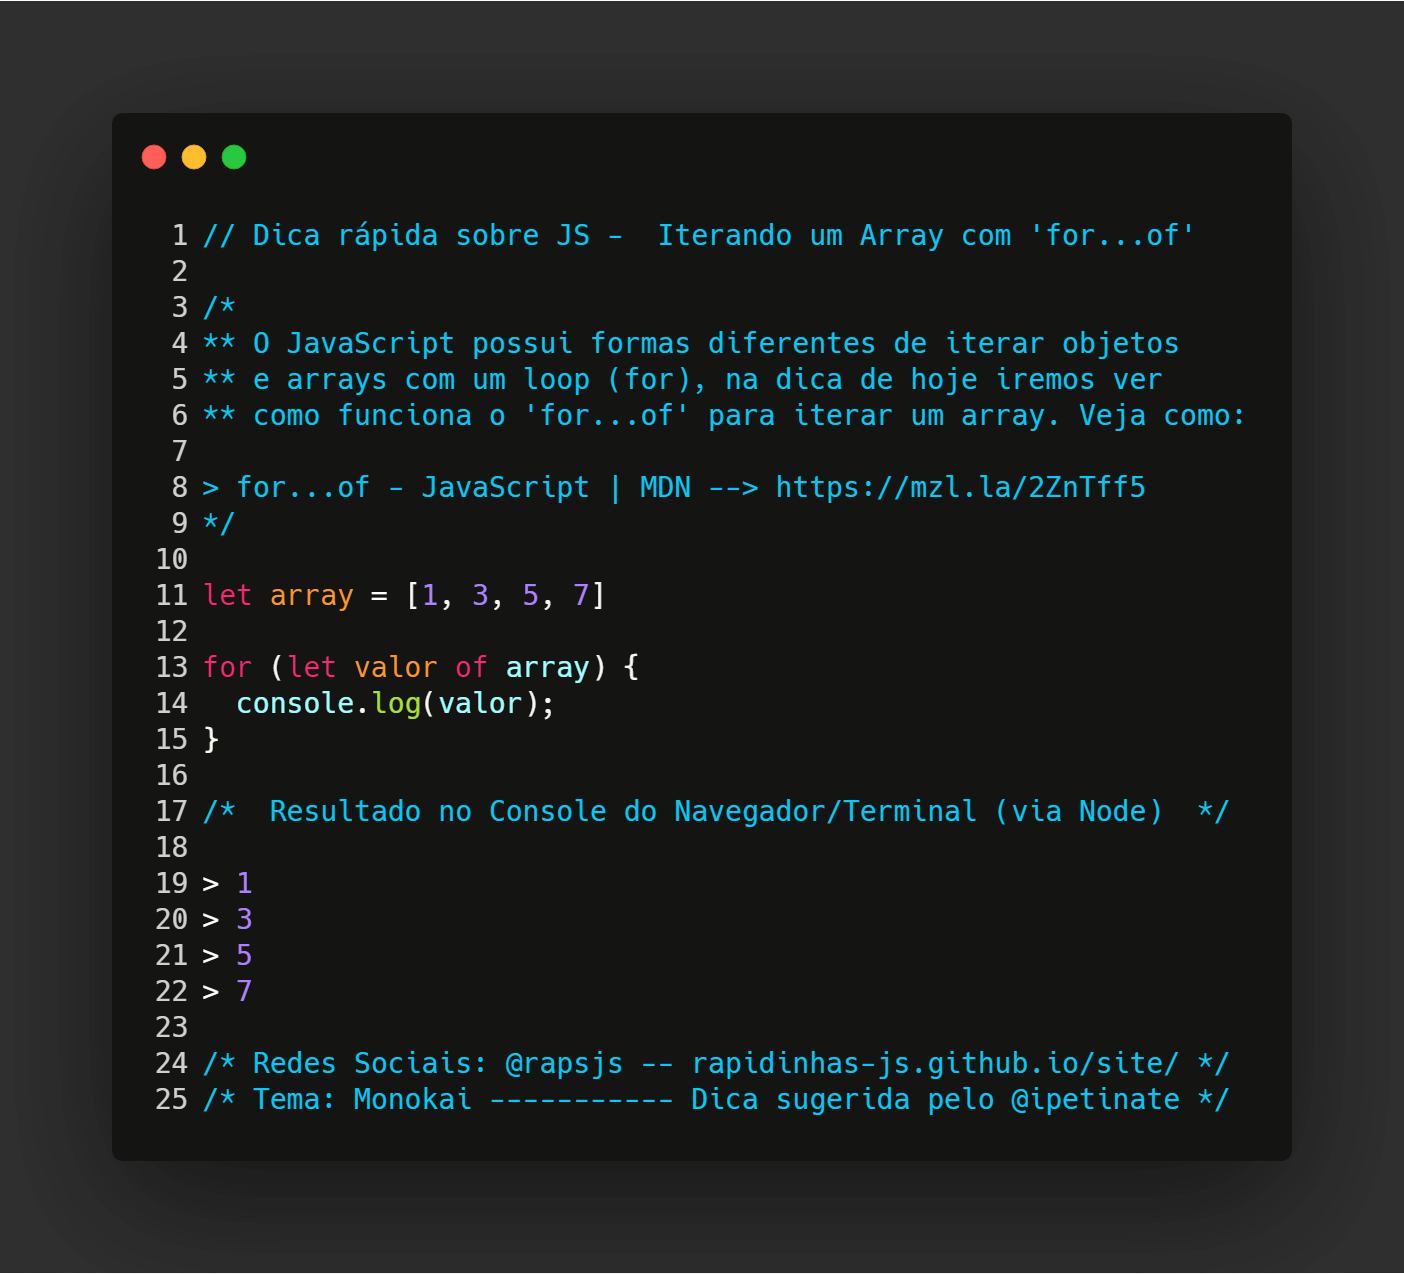 1 // Dica rápida sobre JS -  Iterando um Array com 'for...of'
2
3 /*
4 ** O JavaScript possui formas diferentes de iterar objetos
5 ** e arrays com um loop (for), na dica de hoje iremos ver
6 ** como funciona o 'for...of' para iterar um array. Veja como:
7
8 > for...of - JavaScript | MDN --> https://mzl.la/2ZnTff5
9 */
10
11 let array = [1, 3, 5, 7]
12
13 for (let valor of array) {
14   console.log(valor);
15 }
16
17 /*  Resultado no Console do Navegador/Terminal (via Node)  */
18
19 > 1
20 > 3
21 > 5
22 > 7
23
24 /* Redes Sociais: @rapsjs -- rapidinhas-js.github.io/site/ */
25 /* Tema: Monokai ----------- Dica sugerida pelo @ipetinate */